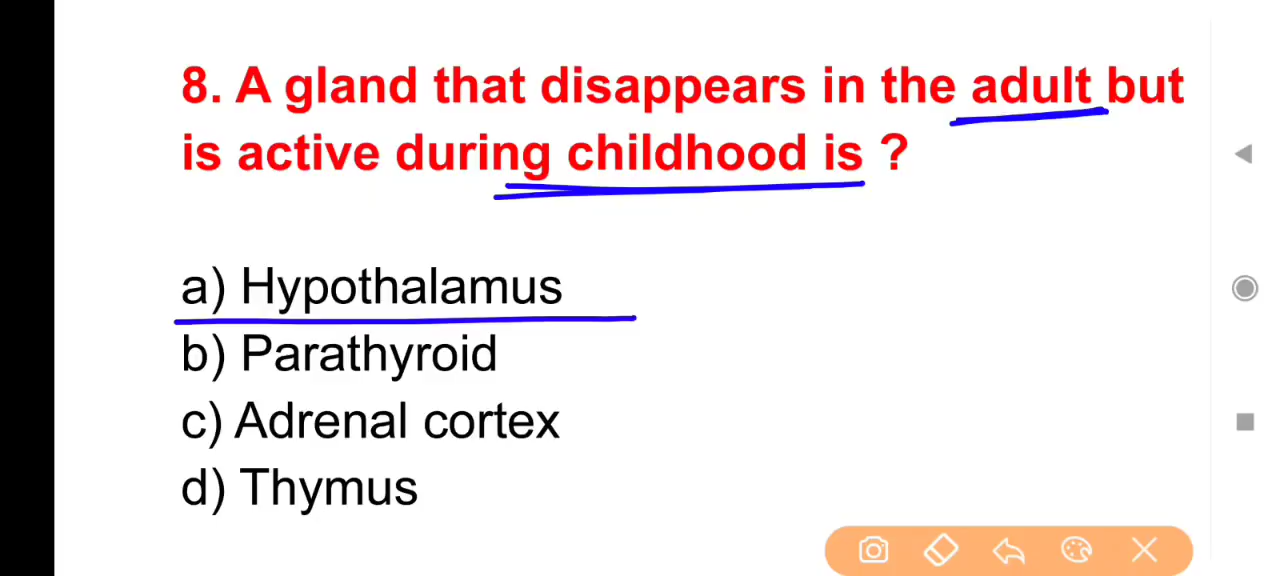 8. A gland that disappears in the adult but
is active during childhood is ?
a) Hypothalamus
b) Parathyroid
c) Adrenal cortex
d) Thymus